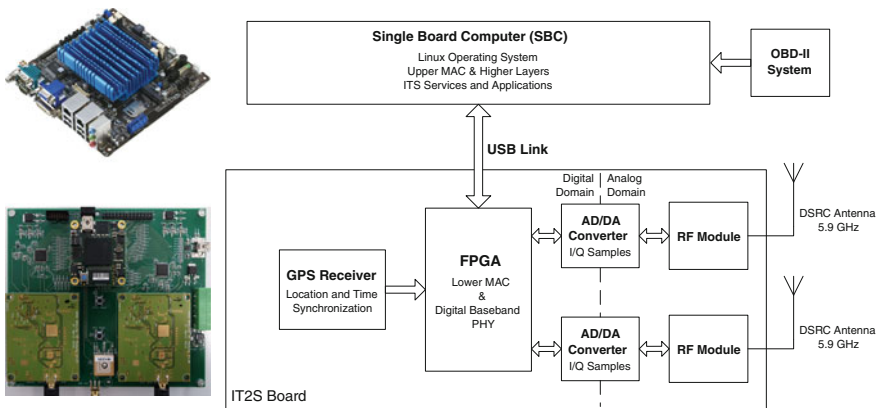 Single Board Computer (SBC)
Linux Operating System
Upper MAC & Higher Layers
ITS Services and Applications
OBD-II
System
USB Link
Digital
Domain
Analog
Domain
AD/DA
Converter
I/Q Samples
RF Module
DSRC Antenna
5.9 GHz
FPGA
Lower MAC
&
Digital Baseband
PHY
GPS Receiver
Location and Time
Synchronization
AD/DA
Converter
I/Q Samples
RF Module
DSRC Antenna
5.9 GHz
IT2S Board